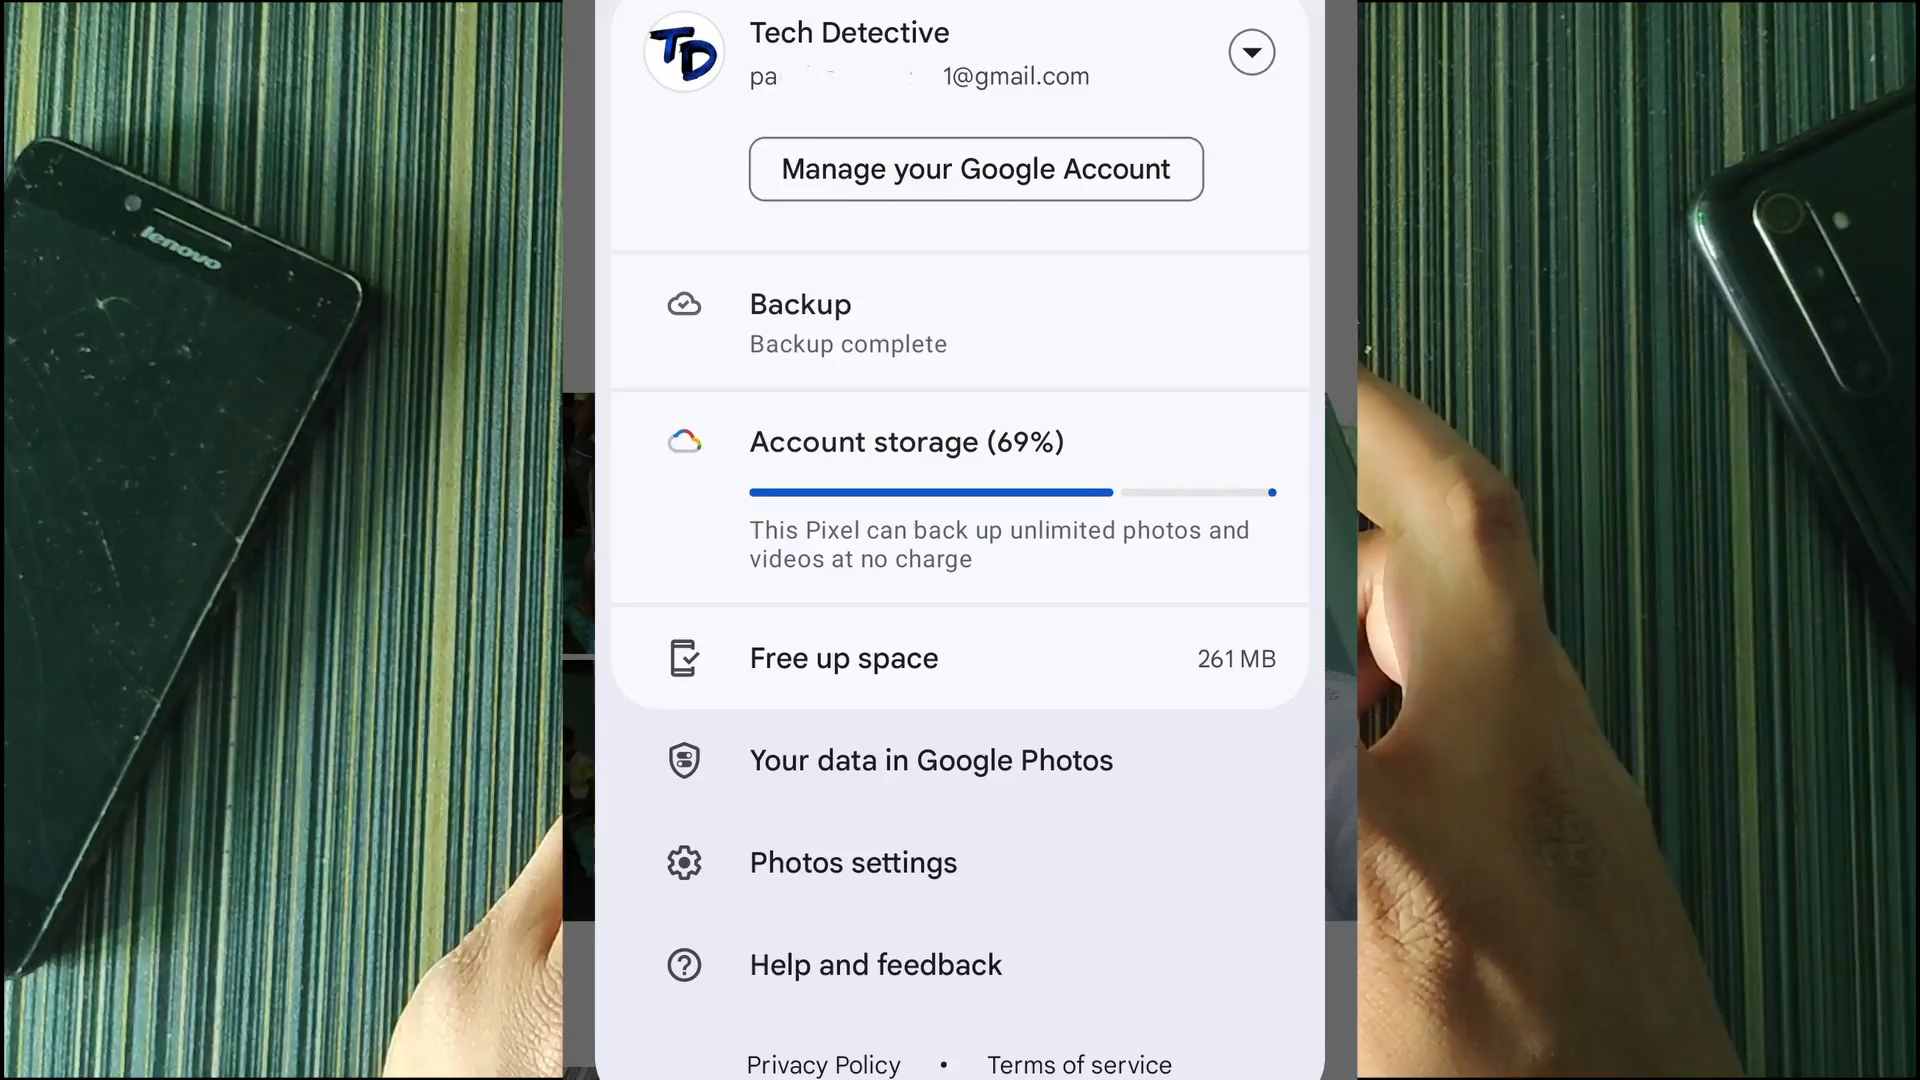 Tech Detective
pa 1@gmail.com
Manage your Google Account
Backup
Backup complete
Account storage (69%)
This Pixel can back up unlimited photos and
videos at no charge
Free up space 261 MB
Your data in Google Photos
Photos settings
Help and feedback
Privacy Policy • Terms of service
TD
lenovo